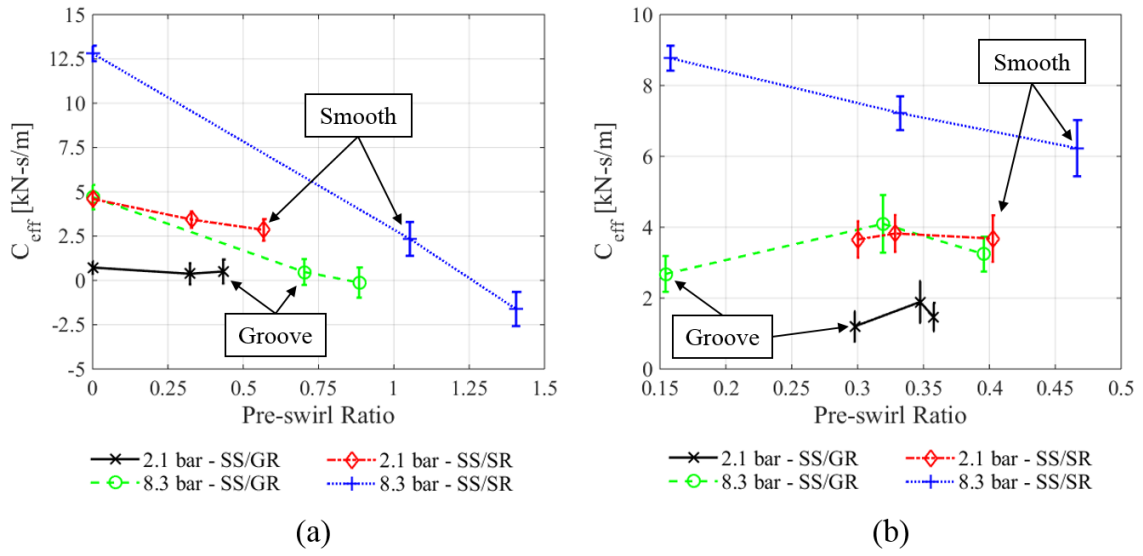 15
12.5
10
7.5
5
2.5
0
-2.5
-5
C_eff [kN-s/m]
Smooth
Groove
0 0.25 0.5 0.75 1 1.25 1.5
Pre-swirl Ratio
2.1 bar - SS/GR 2.1 bar - SS/SR
8.3 bar - SS/GR 8.3 bar - SS/SR
(a)
10
8
6
4
2
0
C_eff [kN-s/m]
Smooth
Groove
0.15 0.2 0.25 0.3 0.35 0.4 0.45 0.5
Pre-swirl Ratio
2.1 bar - SS/GR 2.1 bar - SS/SR
8.3 bar - SS/GR 8.3 bar - SS/SR
(b)